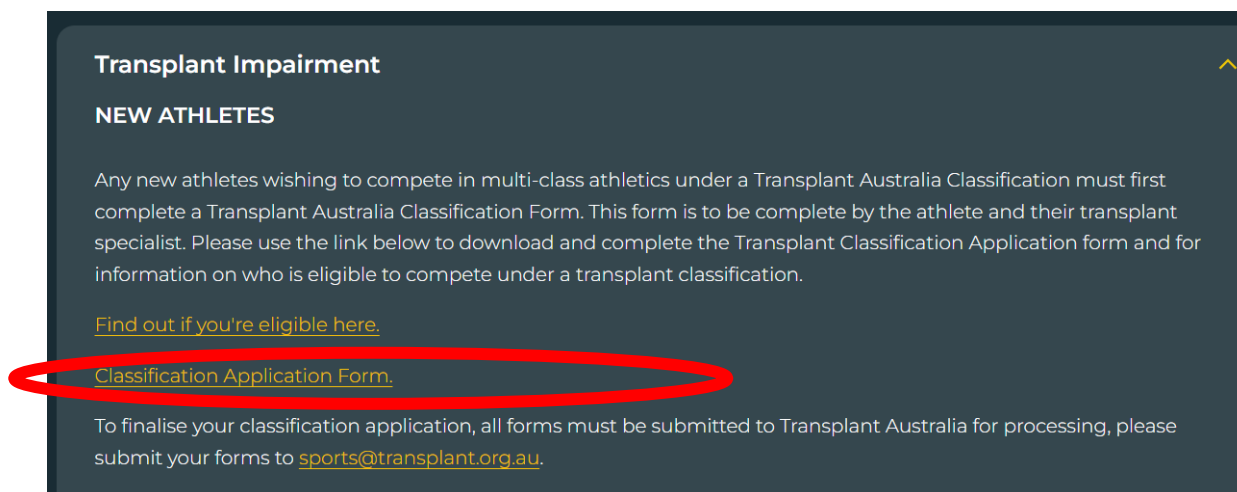 Transplant Impairment
NEW ATHLETES
Any new athletes wishing to compete in multi-class athletics under a Transplant Australia Classification must first
complete a Transplant Australia Classification Form. This form is to be complete by the athlete and their transplant
specialist. Please use the link below to download and complete the Transplant Classification Application form and for
information on who is eligible to compete under a transplant classification.
Find out if you're eligible here.
Classification Application Form.
To finalise your classification application, all forms must be submitted to Transplant Australia for processing, please
submit your forms to sports@transplant.org.au.